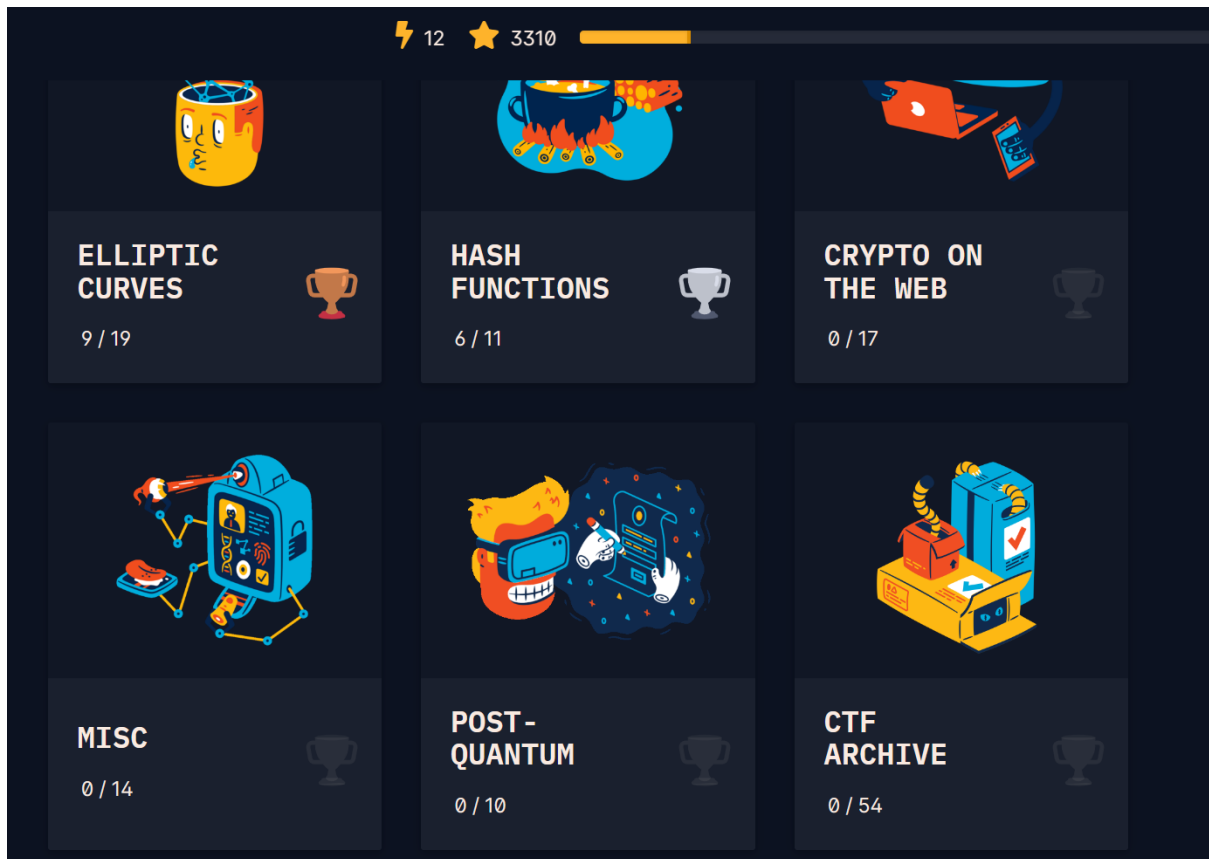 12 3310
ELLIPTIC
CURVES
9 / 19
HASH
FUNCTIONS
6 / 11
CRYPTO ON
THE WEB
0 / 17
MISC
0 / 14
POST-
QUANTUM
0 / 10
CTF
ARCHIVE
0 / 54